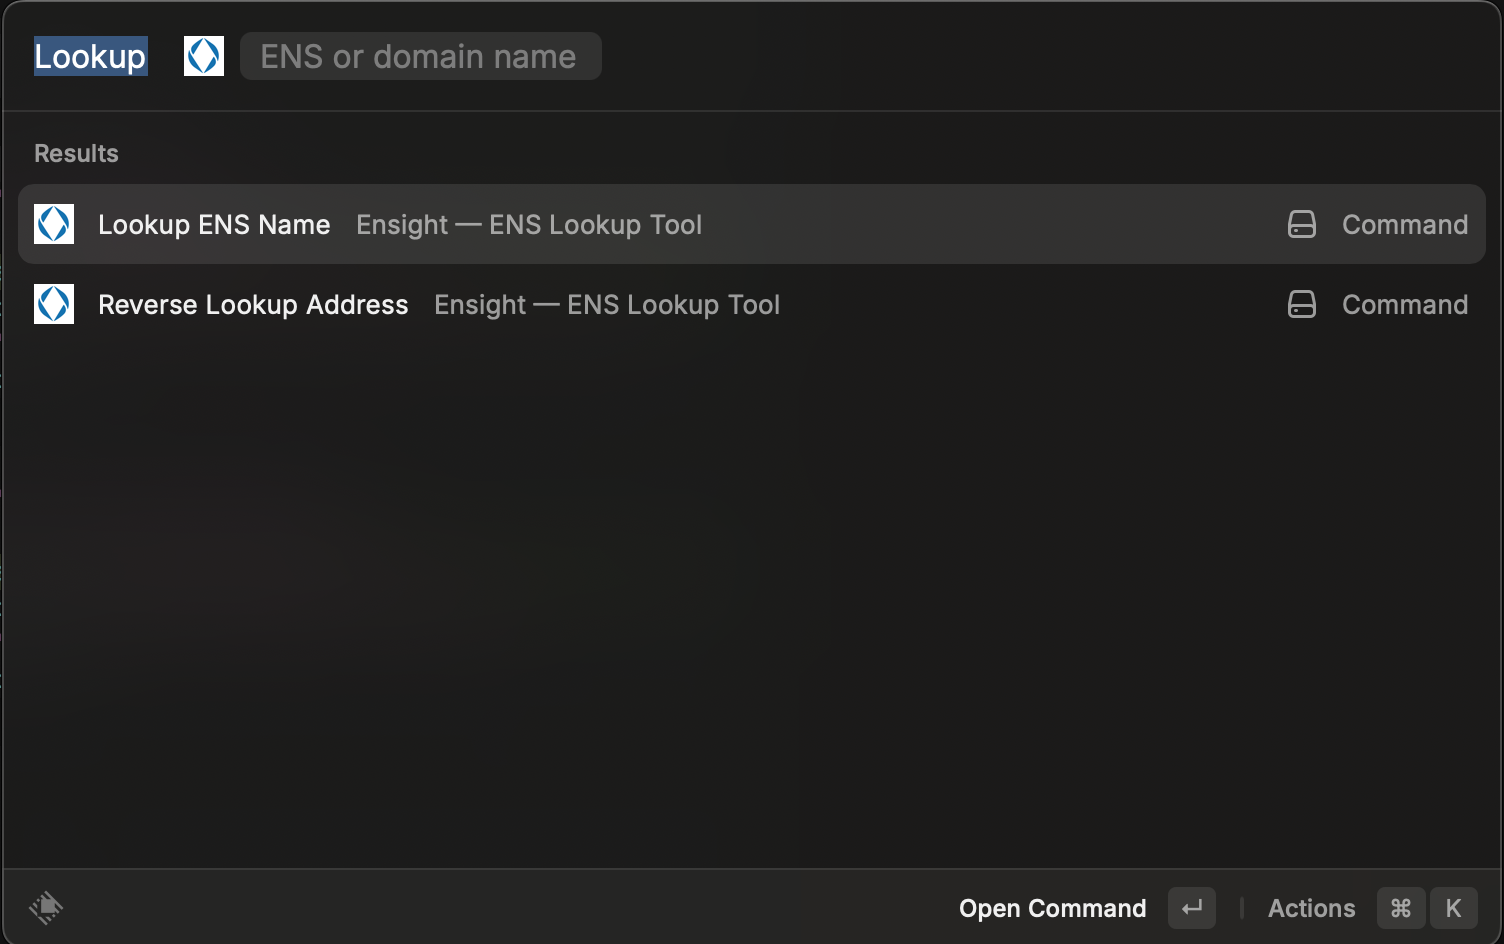 Lookup ENS or domain name
Results
Lookup ENS Name Ensight — ENS Lookup Tool Command
Reverse Lookup Address Ensight — ENS Lookup Tool Command
Open Command ↵ | Actions ⌘ K